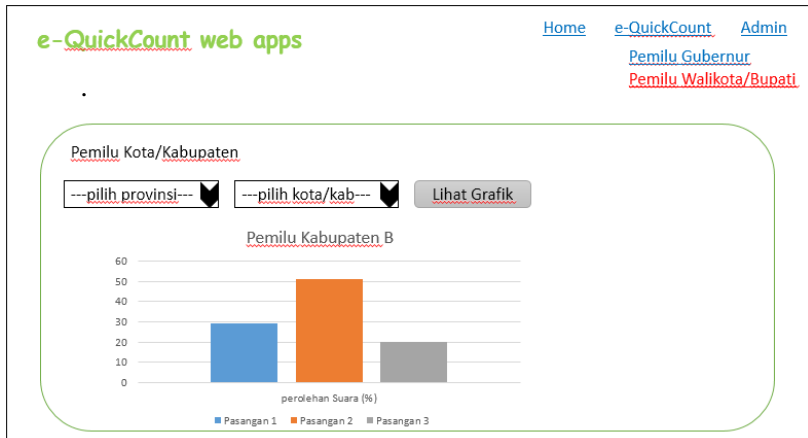 e-QuickCount web apps
Home e-QuickCount Admin
Pemilu Gubernur
Pemilu Walikota/Bupati
.
Pemilu Kota/Kabupaten
---pilih provinsi--- ---pilih kota/kab--- Lihat Grafik
Pemilu Kabupaten B
60
50
40
30
20
10
0
perolehan Suara (%)
Pasangan 1 Pasangan 2 Pasangan 3